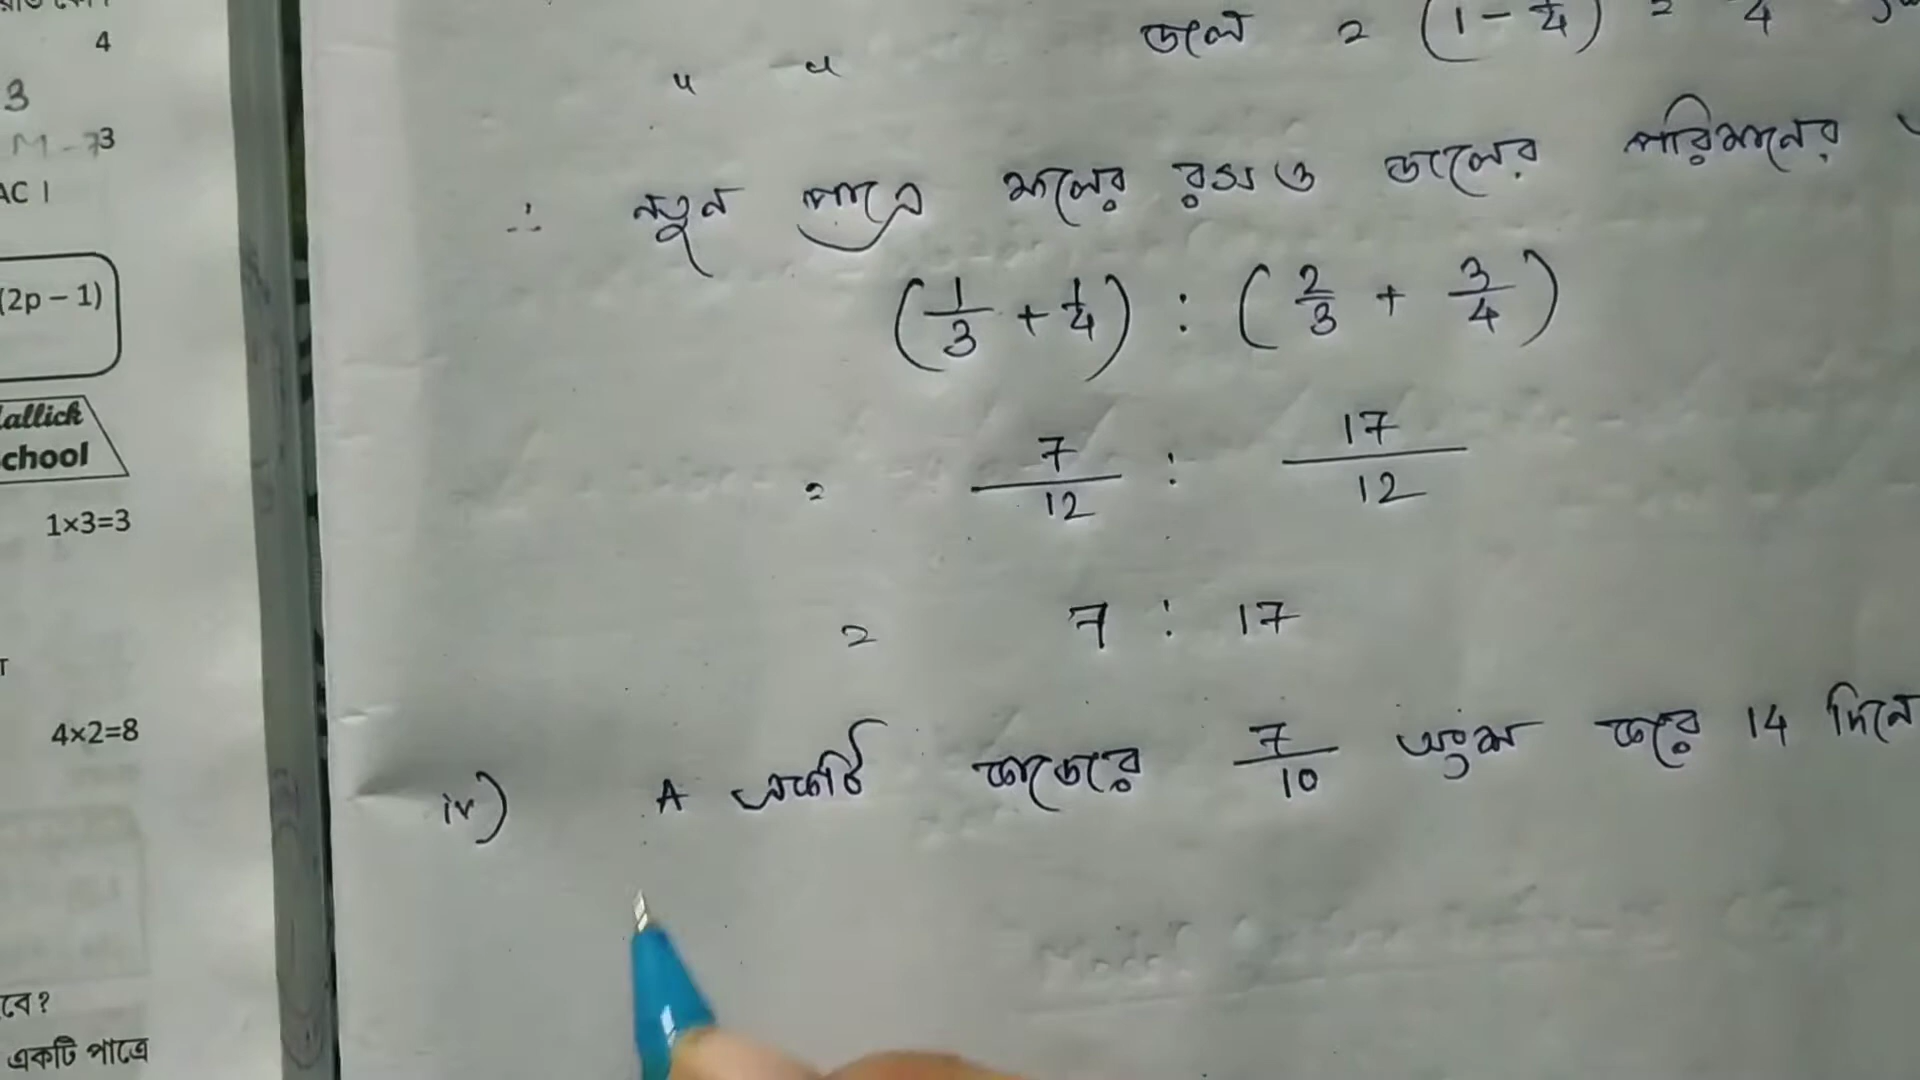 4
3
M-73
AC I
(2p – 1)
allick
chool
1×3=3
4×2=8
বে?
একটি পাত্রে
জলে = (1 - 1/4) = 4
" "
∴ নতুন পাত্রে ফলের রস ও জলের পরিমানের
(1/3 + 1/4) : (2/3 + 3/4)
= 7/12 : 17/12
= 7 : 17
iv) A একটি কাজের 7/10 অংশ করে 14 দিনে